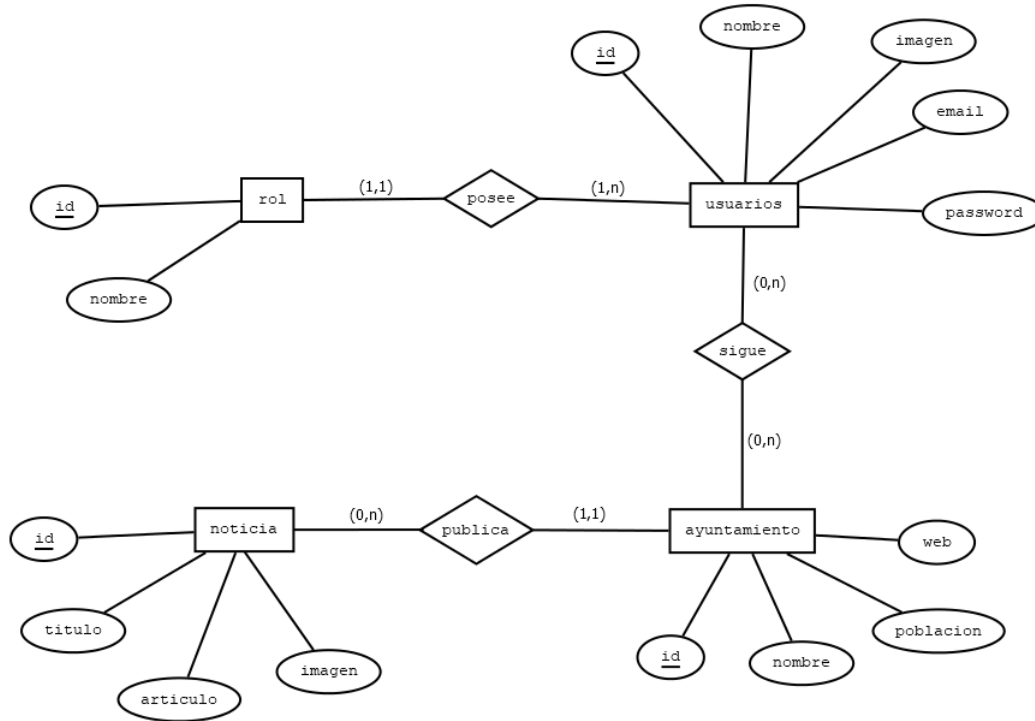 nombre
id
imagen
email
(1,1)
posee
(1,n)
id
rol
usuarios
password
nombre
(0,n)
sigue
(0,n)
noticia
(0,n)
publica
(1,1)
ayuntamiento
id
web
titulo
poblacion
id
nombre
imagen
articulo